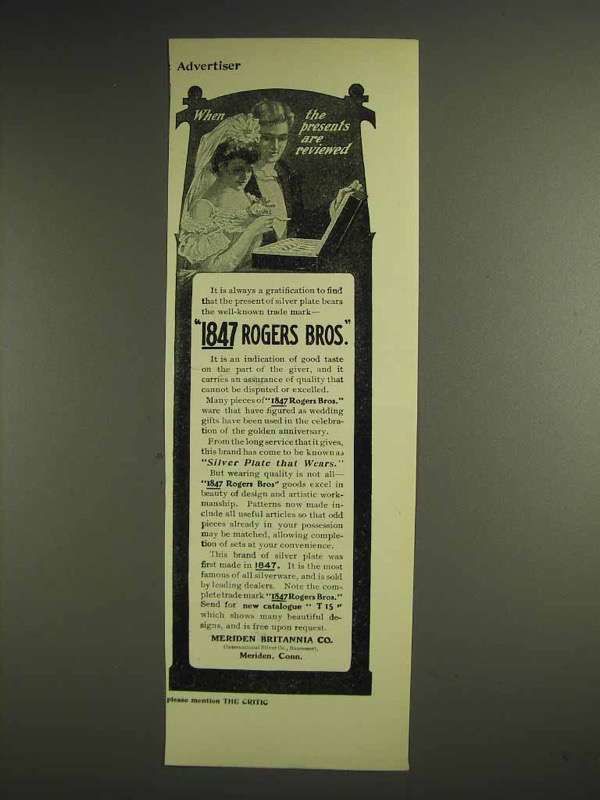 : Advertiser
When the
presents
are
reviewed
It is always a gratification to find
that the present of silver plate bears
the well-known trade mark—
"1847 ROGERS BROS."
It is an indication of good taste
on the part of the giver, and it
carries an assurance of quality that
cannot be disputed or excelled.
Many pieces of "1847 Rogers Bros."
ware that have figured as wedding
gifts have been used in the celebra-
tion of the golden anniversary.
From the long service that it gives,
this brand has come to be known as
"Silver Plate that Wears."
But wearing quality is not all—
"1847 Rogers Bros" goods excel in
beauty of design and artistic work-
manship. Patterns now made in-
clude all useful articles so that odd
pieces already in your possession
may be matched, allowing comple-
tion of sets at your convenience.
This brand of silver plate was
first made in 1847. It is the most
famous of all silverware, and is sold
by leading dealers. Note the com-
plete trade mark "1847 Rogers Bros."
Send for new catalogue " T 15 "
which shows many beautiful de-
signs, and is free upon request.
MERIDEN BRITANNIA CO.
(International Silver Co., Successor),
Meriden, Conn.
please mention THE CRITIC